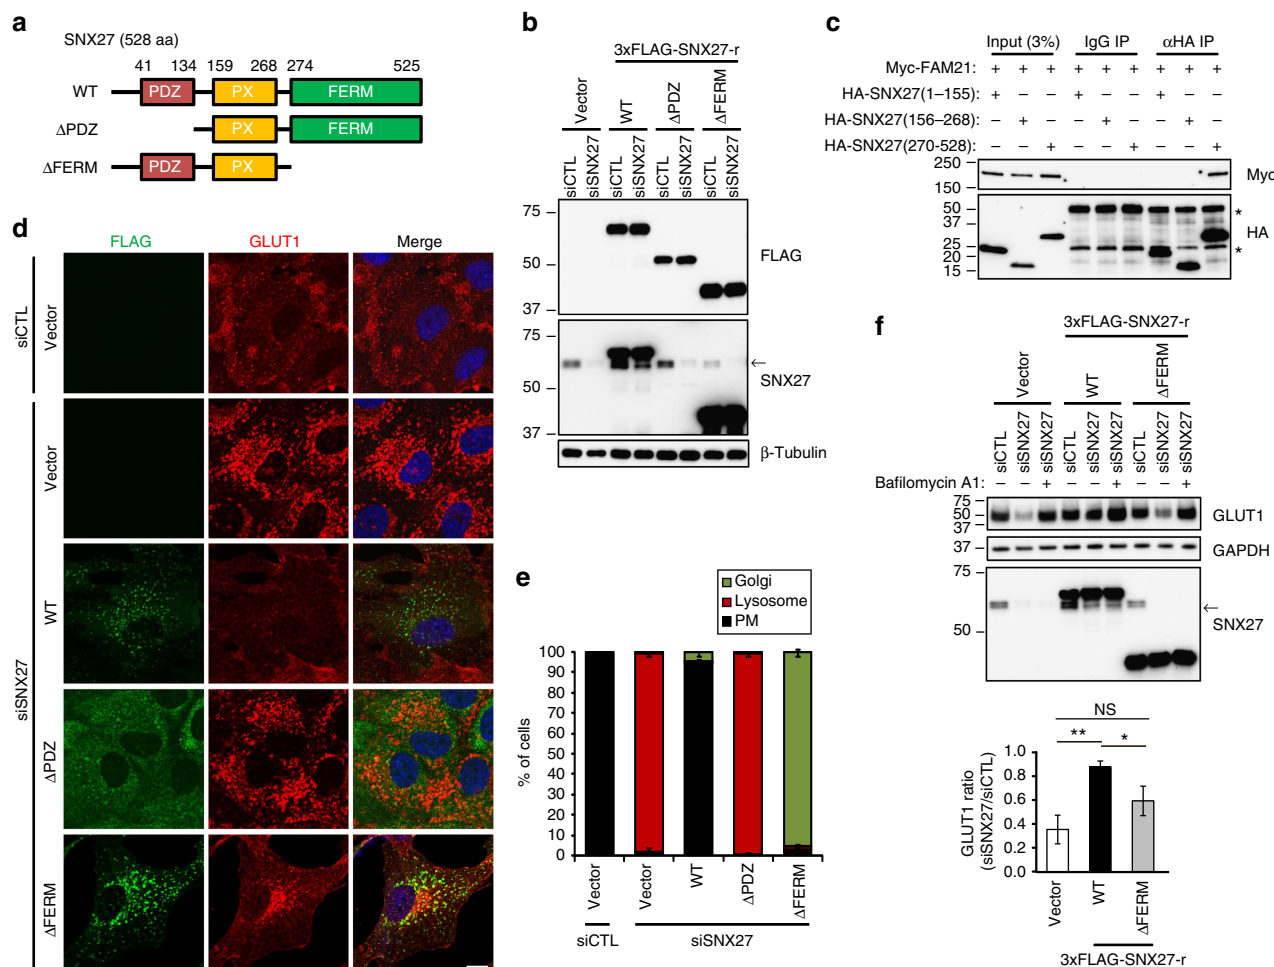 a
SNX27 (528 aa)
41 134 159 268 274 525
WT PDZ PX FERM
ΔPDZ PX FERM
ΔFERM PDZ PX
b
3xFLAG-SNX27-r
Vector WT ΔPDZ ΔFERM
siCTL siSNX27 siCTL siSNX27 siCTL siSNX27 siCTL siSNX27
75
50
37
FLAG
75
50
37
← SNX27
β-Tubulin
c
Input (3%) IgG IP αHA IP
Myc-FAM21: + + + + + + + + +
HA-SNX27(1–155): + – – + – – + – –
HA-SNX27(156–268): – + – – + – – + –
HA-SNX27(270-528): – – + – – + – – +
250
150
Myc
50
37
25
20
15
*
HA
*
d
FLAG GLUT1 Merge
siCTL
Vector
siSNX27
Vector
WT
ΔPDZ
ΔFERM
e
Golgi
Lysosome
PM
% of cells
100
90
80
70
60
50
40
30
20
10
0
Vector Vector WT ΔPDZ ΔFERM
siCTL siSNX27
f
3xFLAG-SNX27-r
Vector WT ΔFERM
siCTL siSNX27 siSNX27 siCTL siSNX27 siSNX27 siCTL siSNX27 siSNX27
Bafilomycin A1: – – + – – + – – +
75
50
37
GLUT1
37
GAPDH
75
50
← SNX27
NS
** *
GLUT1 ratio
(siSNX27/siCTL)
1.0
0.8
0.6
0.4
0.2
0.0
Vector WT ΔFERM
3xFLAG-SNX27-r